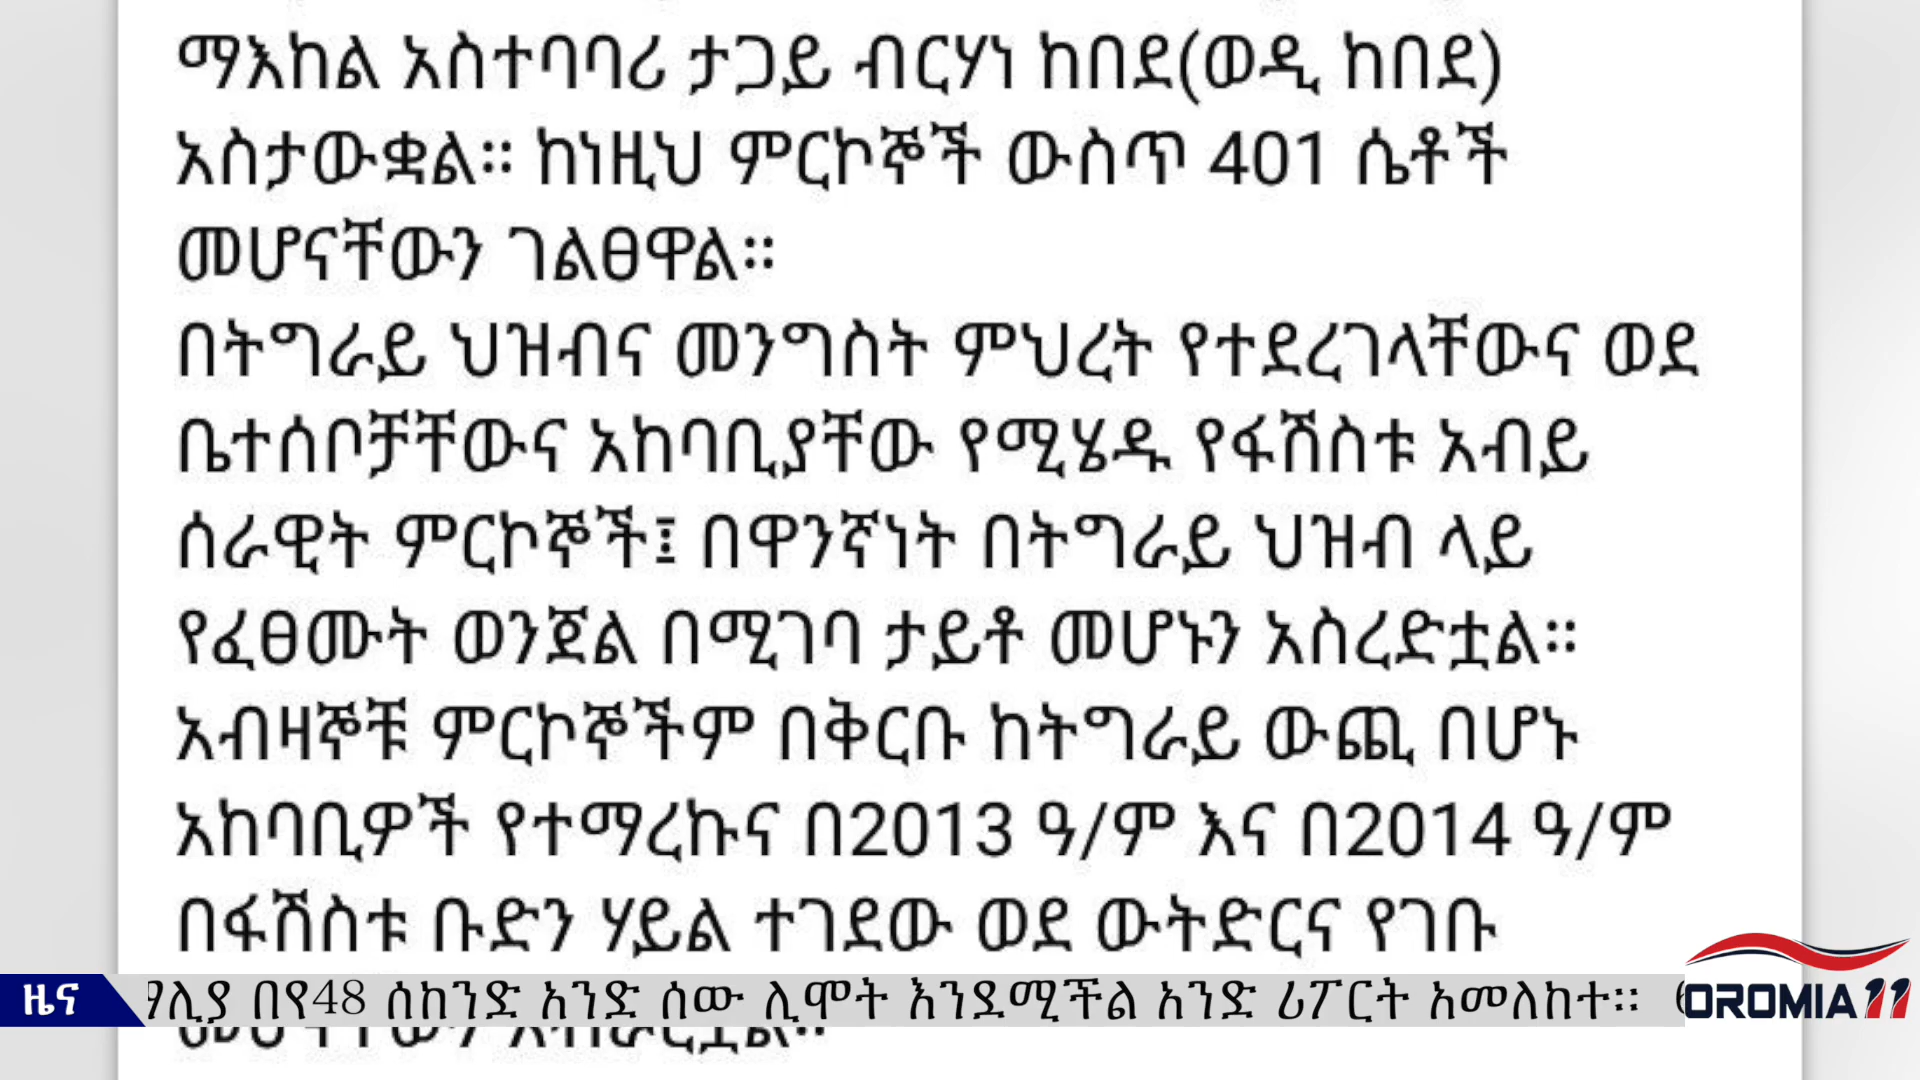 ማእከል አስተባባሪ ታጋይ ብርሃነ ከበደ(ወዲ ከበደ)
አስታውቋል። ከነዚህ ምርኮኞች ውስጥ 401 ሴቶች
መሆናቸውን ገልፀዋል።
በትግራይ ህዝብና መንግስት ምህረት የተደረገላቸውና ወደ
ቤተሰቦቻቸውና አከባቢያቸው የሚሄዱ የፋሽስቱ አብይ
ሰራዊት ምርኮኞች፤ በዋንኛነት በትግራይ ህዝብ ላይ
የፈፀሙት ወንጀል በሚገባ ታይቶ መሆኑን አስረድቷል።
አብዛኞቹ ምርኮኞችም በቅርቡ ከትግራይ ውጪ በሆኑ
አከባቢዎች የተማረኩና በ2013 ዓ/ም እና በ2014 ዓ/ም
በፋሽስቱ ቡድን ሃይል ተገደው ወደ ውትድርና የገቡ
ዜና
በየ48 ሰከንድ አንድ ሰው ሊሞት እንደሚችል አንድ ሪፖርት አመለከተ።
OROMIA 11